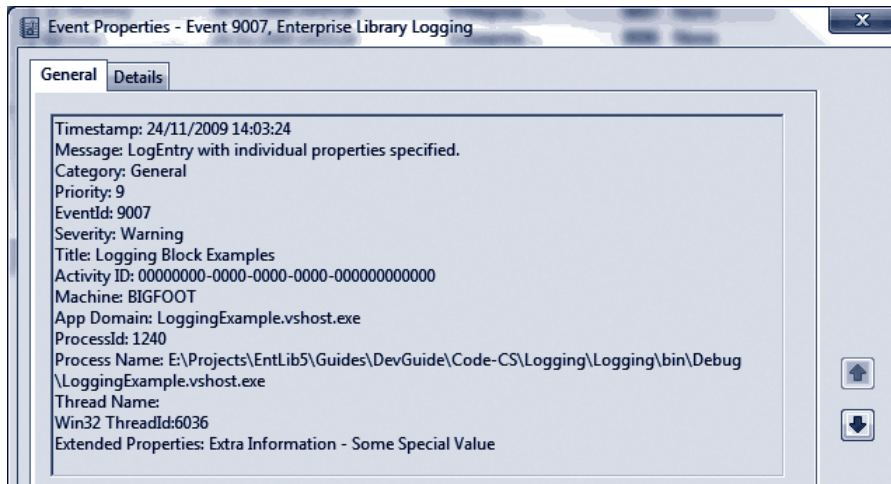 Event Properties - Event 9007, Enterprise Library Logging
General Details
Timestamp: 24/11/2009 14:03:24
Message: LogEntry with individual properties specified.
Category: General
Priority: 9
EventId: 9007
Severity: Warning
Title: Logging Block Examples
Activity ID: 00000000-0000-0000-0000-000000000000
Machine: BIGFOOT
App Domain: LoggingExample.vshost.exe
ProcessId: 1240
Process Name: E:\Projects\EntLib5\Guides\DevGuide\Code-CS\Logging\Logging\bin\Debug
\LoggingExample.vshost.exe
Thread Name:
Win32 ThreadId:6036
Extended Properties: Extra Information - Some Special Value